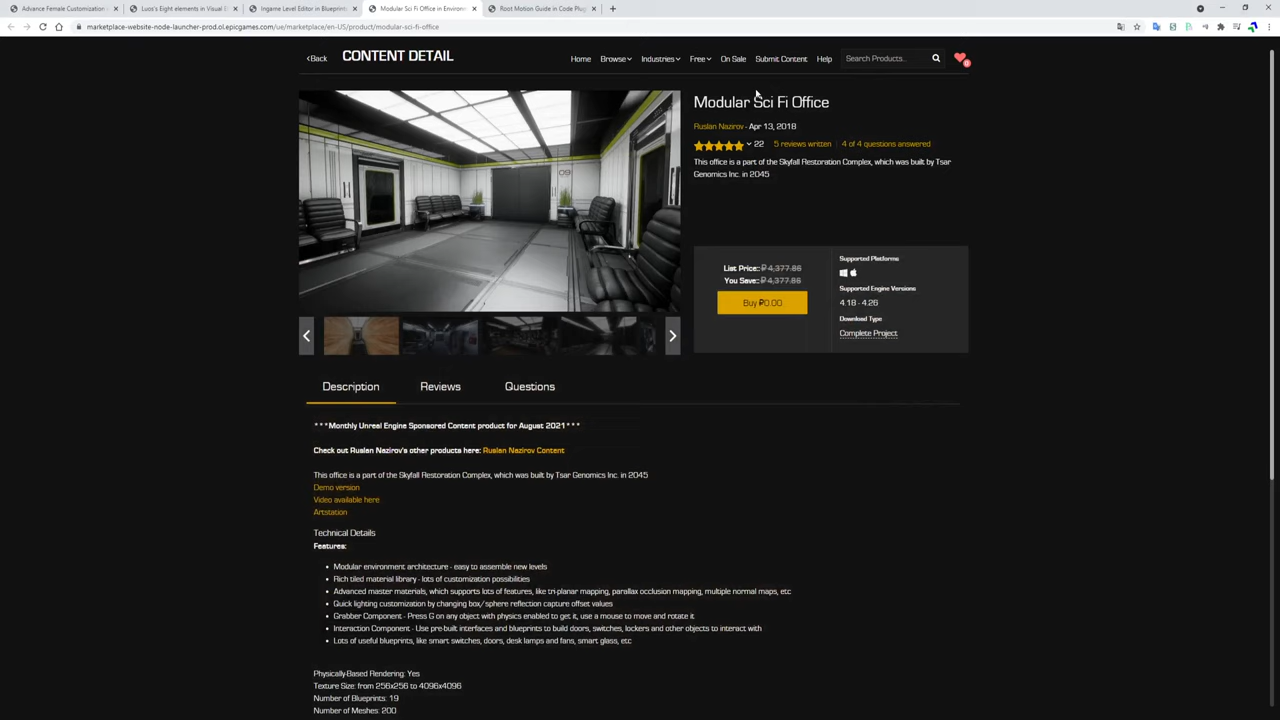 Advance Female Customization i
Luos's Eight elements in Visual E
Ingame Level Editor in Blueprints
Modular Sci Fi Office in Environm
Root Motion Guide in Code Plug
marketplace-website-node-launcher-prod.ol.epicgames.com/ue/marketplace/en-US/product/modular-sci-fi-office
Back
CONTENT DETAIL
Home
Browse
Industries
Free
On Sale
Submit Content
Help
Search Products...
0
09
Modular Sci Fi Office
Ruslan Nazirov - Apr 13, 2018
22
5 reviews written
4 of 4 questions answered
This office is a part of the Skyfall Restoration Complex, which was built by Tsar
Genomics Inc. in 2045
List Price:: ₽4,377.86
You Save:: ₽4,377.86
Buy ₽0.00
Supported Platforms
Supported Engine Versions
4.18 - 4.26
Download Type
Complete Project
Description
Reviews
Questions
***Monthly Unreal Engine Sponsored Content product for August 2021***
Check out Ruslan Nazirov's other products here: Ruslan Nazirov Content
This office is a part of the Skyfall Restoration Complex, which was built by Tsar Genomics Inc. in 2045
Demo version
Video available here
Artstation
Technical Details
Features:
• Modular environment architecture - easy to assemble new levels
• Rich tiled material library - lots of customization possibilities
• Advanced master materials, which supports lots of features, like tri-planar mapping, parallax occlusion mapping, multiple normal maps, etc
• Quick lighting customization by changing box/sphere reflection capture offset values
• Grabber Component - Press G on any object with physics enabled to get it, use a mouse to move and rotate it
• Interaction Component - Use pre-built interfaces and blueprints to build doors, switches, lockers and other objects to interact with
• Lots of useful blueprints, like smart switches, doors, desk lamps and fans, smart glass, etc
Physically-Based Rendering: Yes
Texture Size: from 256x256 to 4096x4096
Number of Blueprints: 19
Number of Meshes: 200